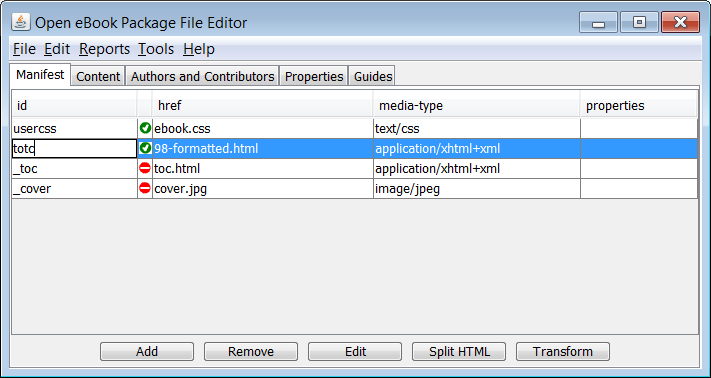 Open eBook Package File Editor
File Edit Reports Tools Help
Manifest Content Authors and Contributors Properties Guides
id href media-type properties
usercss ebook.css text/css
totc 98-formatted.html application/xhtml+xml
_toc toc.html application/xhtml+xml
_cover cover.jpg image/jpeg
Add Remove Edit Split HTML Transform